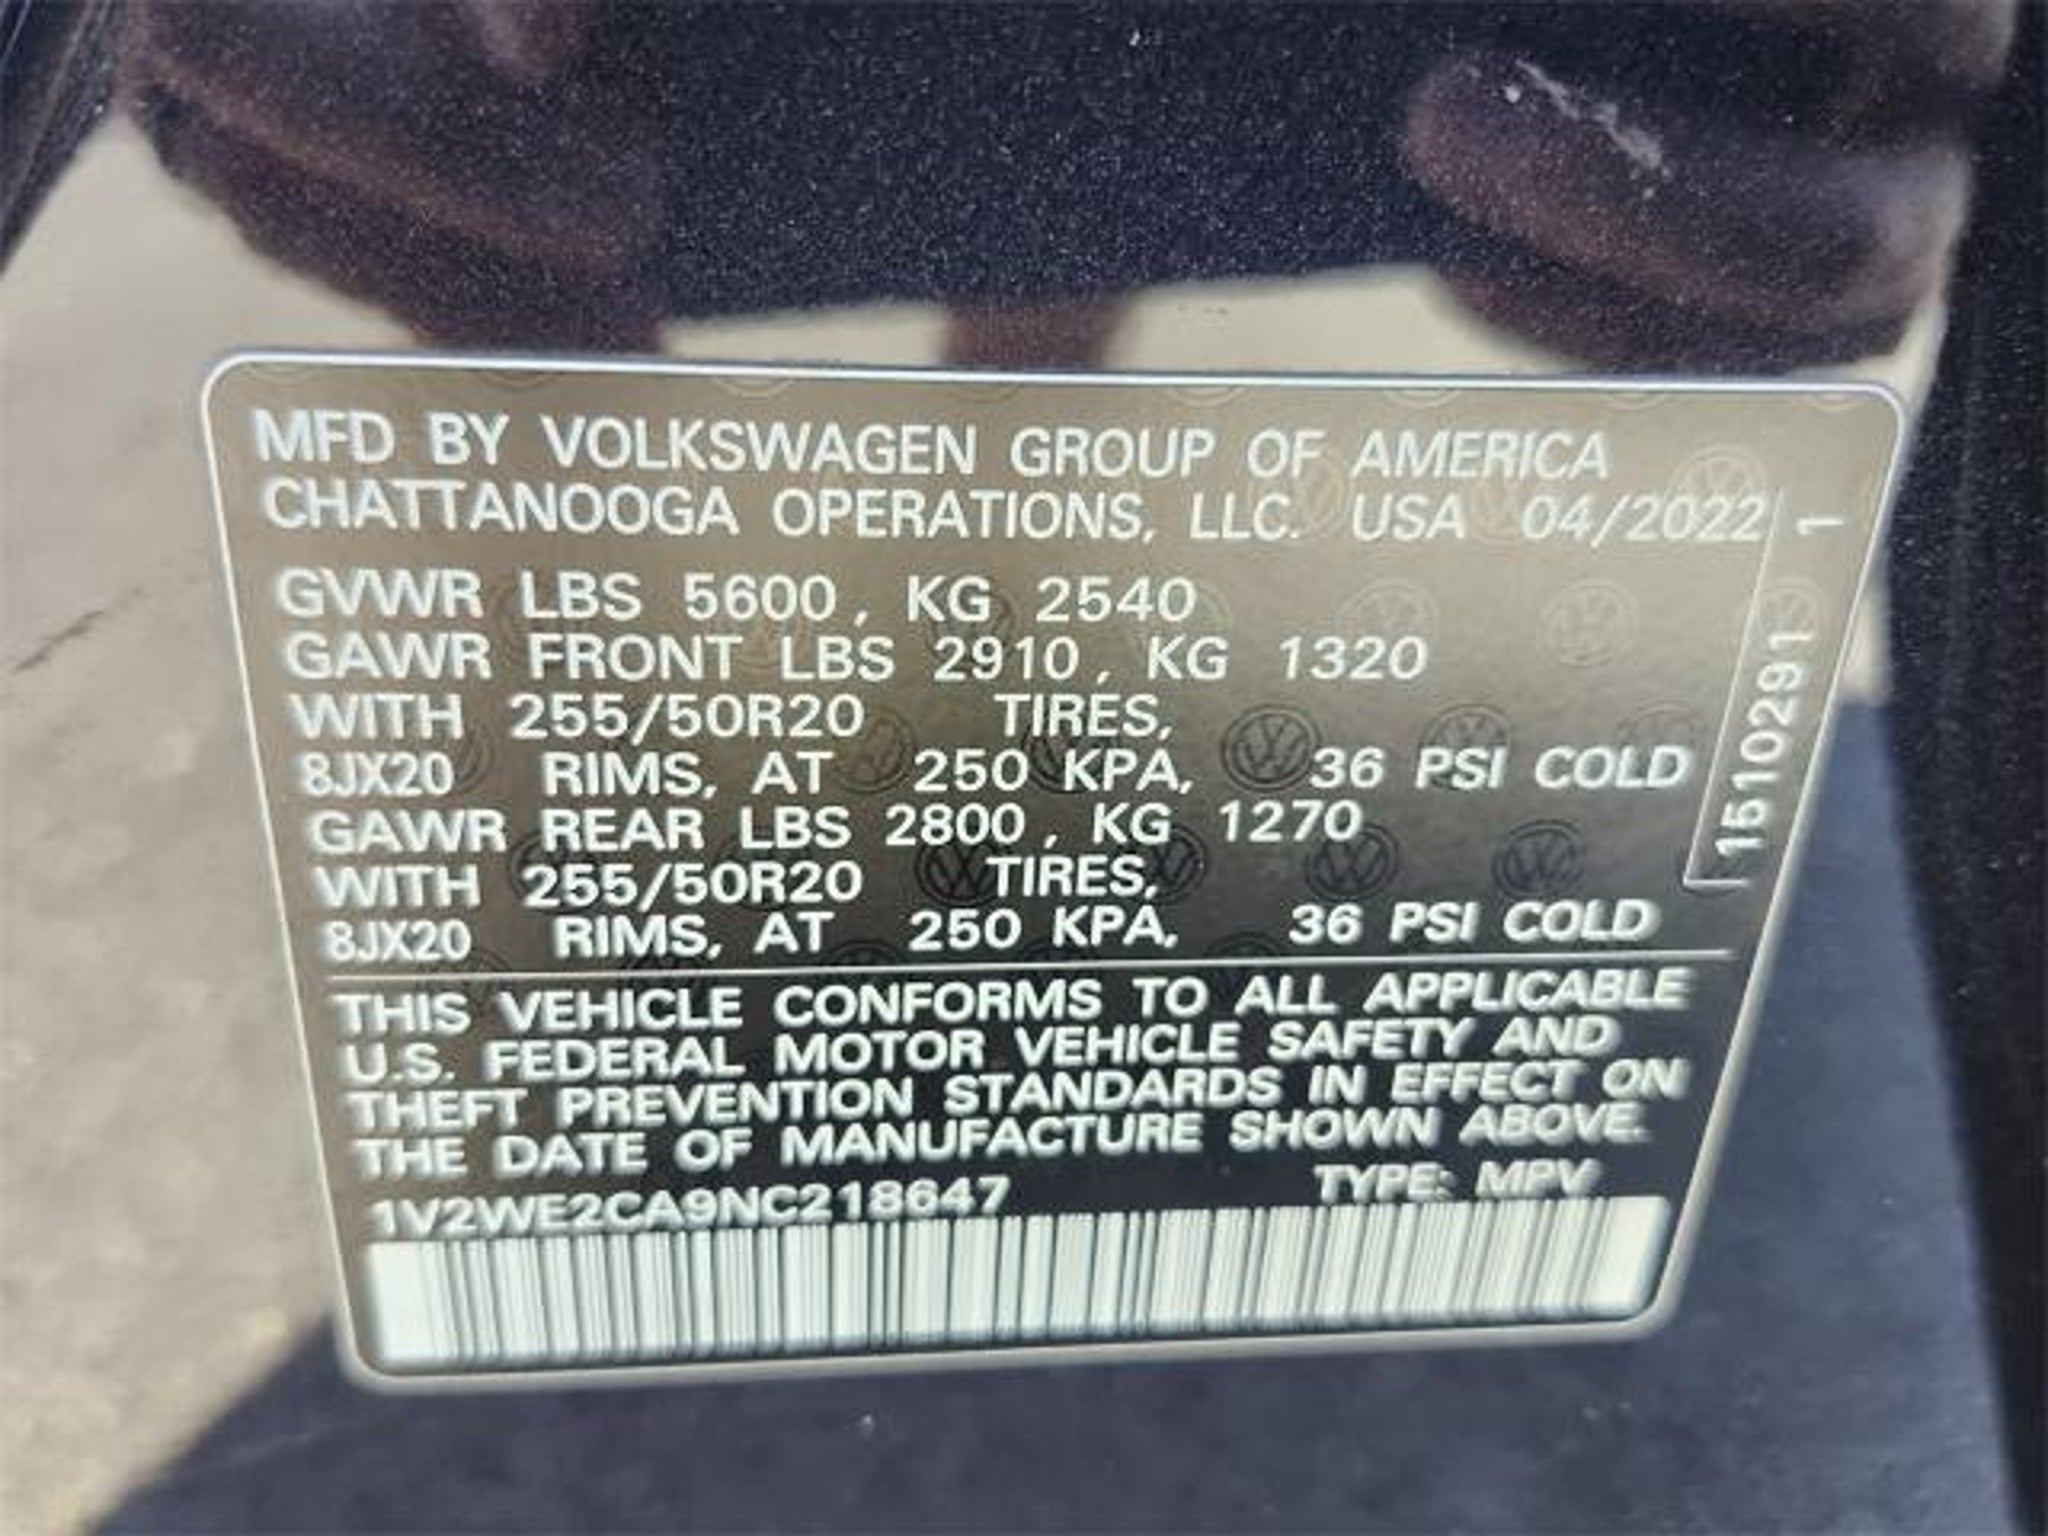 MFD BY VOLKSWAGEN GROUP OF AMERICA
CHATTANOOGA OPERATIONS, LLC. USA 04/2022
GVWR LBS 5600, KG 2540
GAWR FRONT LBS 2910, KG 1320
WITH 255/50R20 TIRES,
8JX20 RIMS, AT 250 KPA, 36 PSI COLD
GAWR REAR LBS 2800, KG 1270
WITH 255/50R20 TIRES,
8JX20 RIMS, AT 250 KPA, 36 PSI COLD
1510291 1
THIS VEHICLE CONFORMS TO ALL APPLICABLE
U.S. FEDERAL MOTOR VEHICLE SAFETY AND
THEFT PREVENTION STANDARDS IN EFFECT ON
THE DATE OF MANUFACTURE SHOWN ABOVE.
1V2WE2CA9NC218647 TYPE: MPV